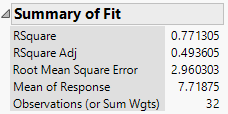 Summary of Fit
RSquare 0.771305
RSquare Adj 0.493605
Root Mean Square Error 2.960303
Mean of Response 7.71875
Observations (or Sum Wgts) 32